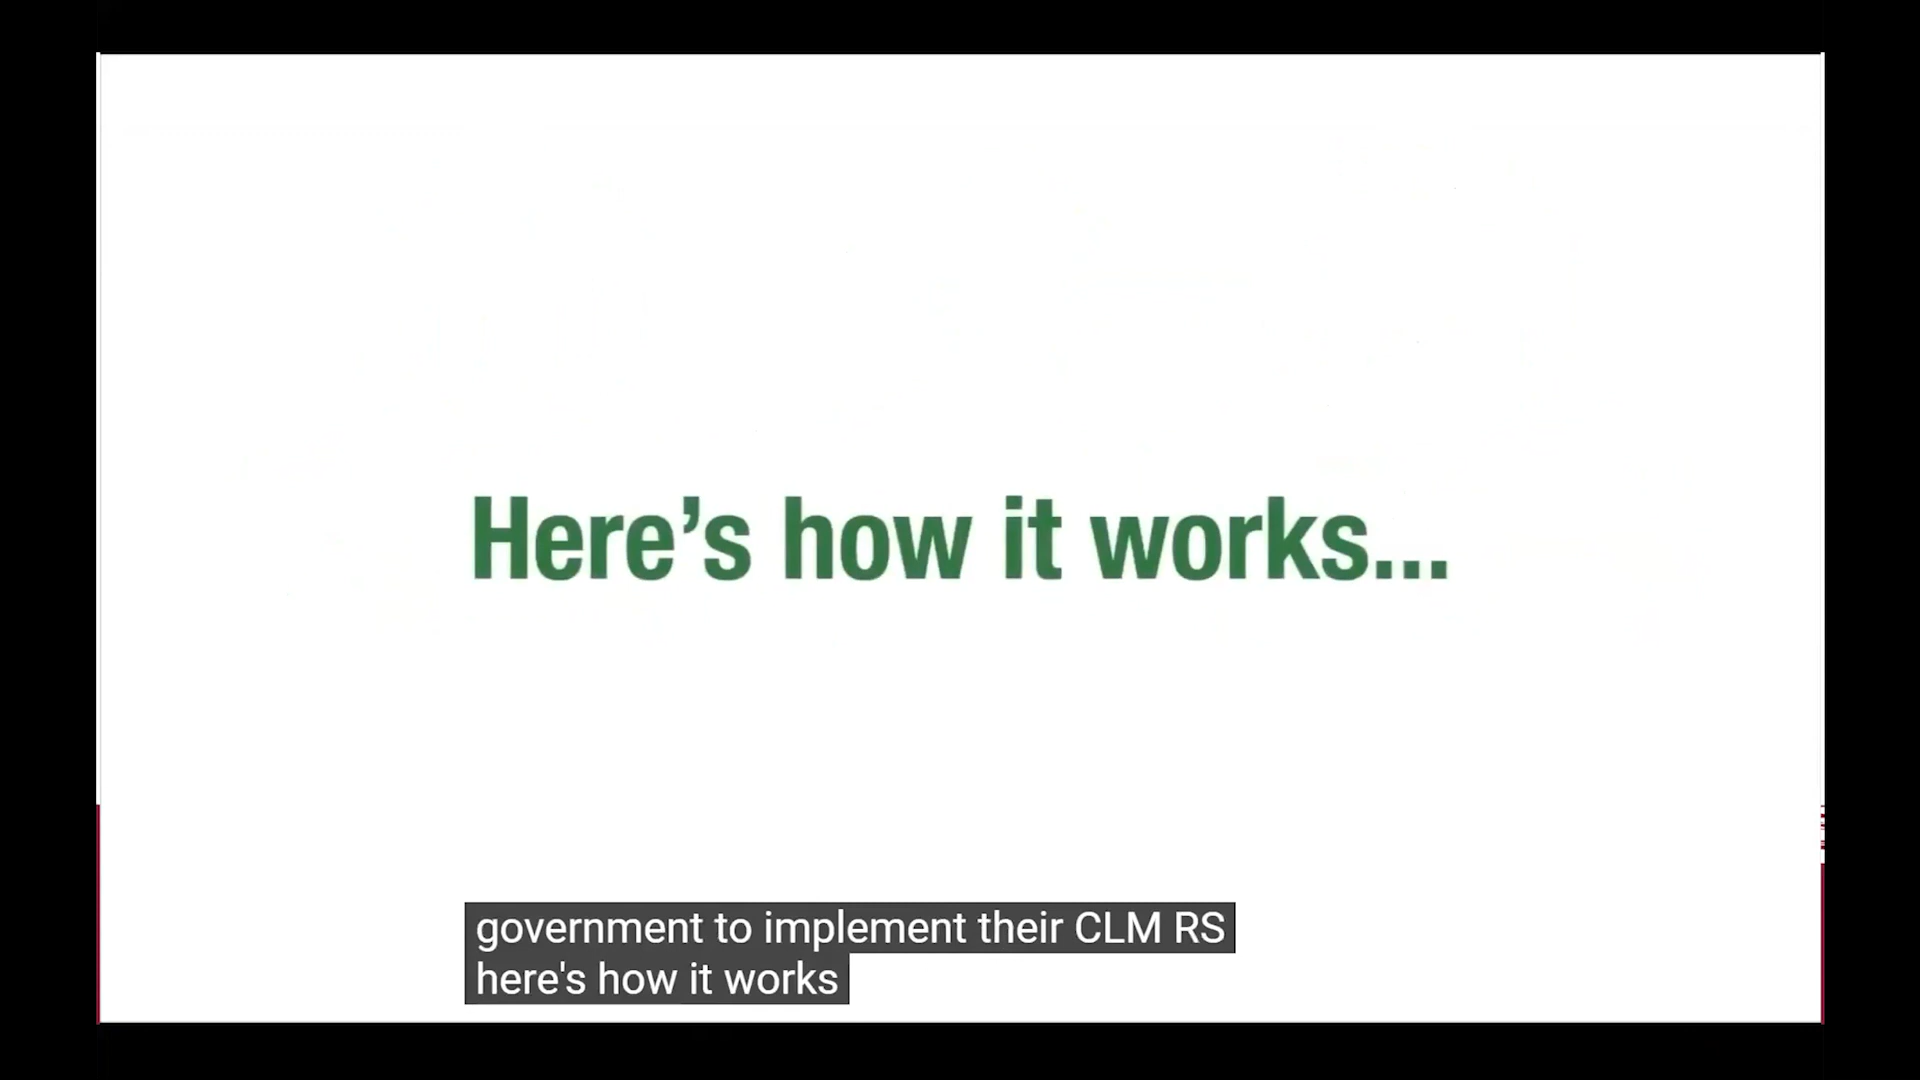 Here’s how it works...
government to implement their CLM RS
here's how it works